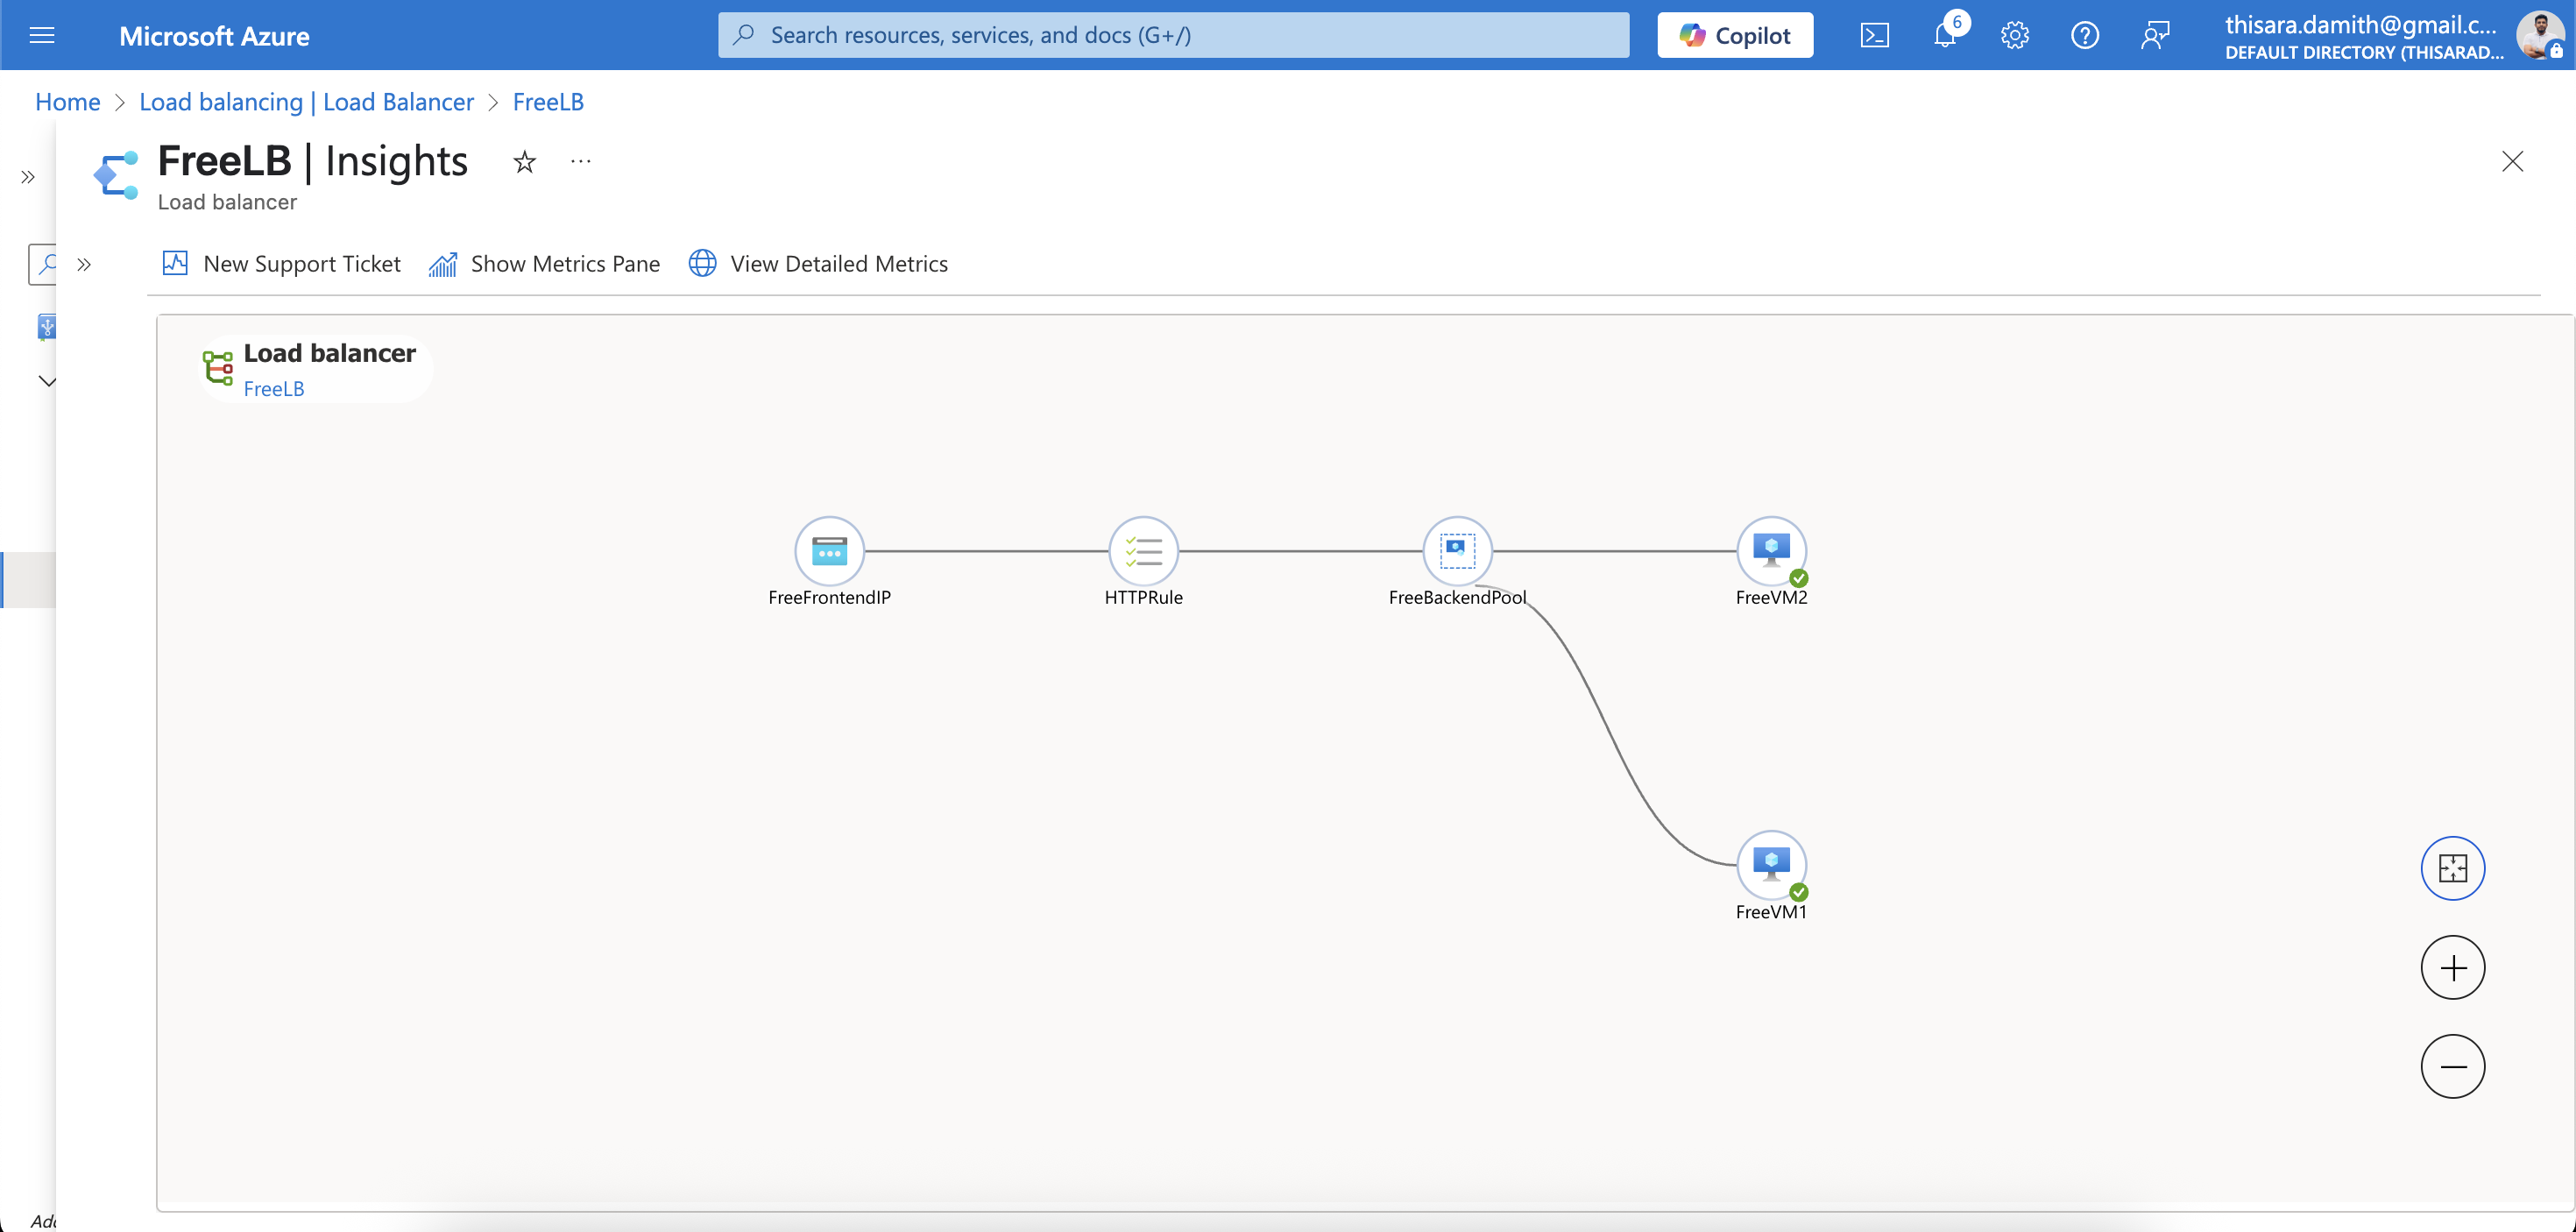 Microsoft Azure
Search resources, services, and docs (G+/)
Copilot
6
thisara.damith@gmail.c...
DEFAULT DIRECTORY (THISARAD...
Home > Load balancing | Load Balancer > FreeLB
FreeLB | Insights
Load balancer
New Support Ticket
Show Metrics Pane
View Detailed Metrics
Load balancer
FreeLB
FreeFrontendIP
HTTPRule
FreeBackendPool
FreeVM2
FreeVM1